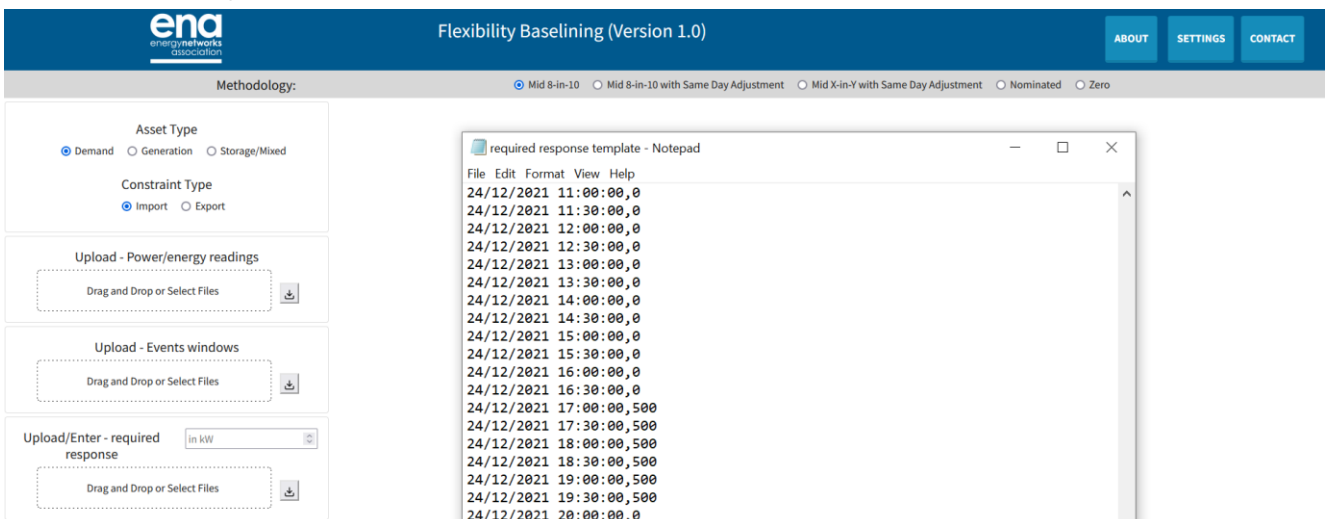 ena
energynetworks
association
Flexibility Baselining (Version 1.0)
ABOUT
SETTINGS
CONTACT
Methodology:
Mid 8-in-10
Mid 8-in-10 with Same Day Adjustment
Mid X-in-Y with Same Day Adjustment
Nominated
Zero
Asset Type
Demand
Generation
Storage/Mixed
Constraint Type
Import
Export
Upload - Power/energy readings
Drag and Drop or Select Files
Upload - Events windows
Drag and Drop or Select Files
Upload/Enter - required
response
in kW
Drag and Drop or Select Files
required response template - Notepad
File Edit Format View Help
24/12/2021 11:00:00,0
24/12/2021 11:30:00,0
24/12/2021 12:00:00,0
24/12/2021 12:30:00,0
24/12/2021 13:00:00,0
24/12/2021 13:30:00,0
24/12/2021 14:00:00,0
24/12/2021 14:30:00,0
24/12/2021 15:00:00,0
24/12/2021 15:30:00,0
24/12/2021 16:00:00,0
24/12/2021 16:30:00,0
24/12/2021 17:00:00,500
24/12/2021 17:30:00,500
24/12/2021 18:00:00,500
24/12/2021 18:30:00,500
24/12/2021 19:00:00,500
24/12/2021 19:30:00,500
24/12/2021 20:00:00,0